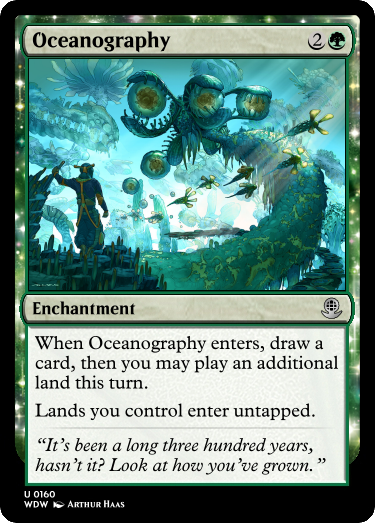 Oceanography 2
Enchantment
When Oceanography enters, draw a
card, then you may play an additional
land this turn.
Lands you control enter untapped.
“It’s been a long three hundred years,
hasn’t it? Look at how you’ve grown.”
U 0160
WDW Arthur Haas